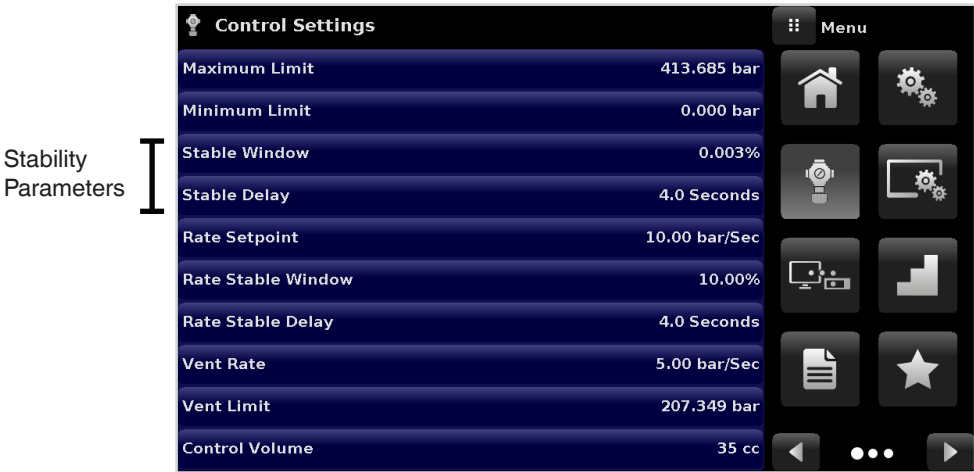 Control Settings
Menu
Maximum Limit 413.685 bar
Minimum Limit 0.000 bar
Stability
Parameters
Stable Window 0.003%
Stable Delay 4.0 Seconds
Rate Setpoint 10.00 bar/Sec
Rate Stable Window 10.00%
Rate Stable Delay 4.0 Seconds
Vent Rate 5.00 bar/Sec
Vent Limit 207.349 bar
Control Volume 35 cc